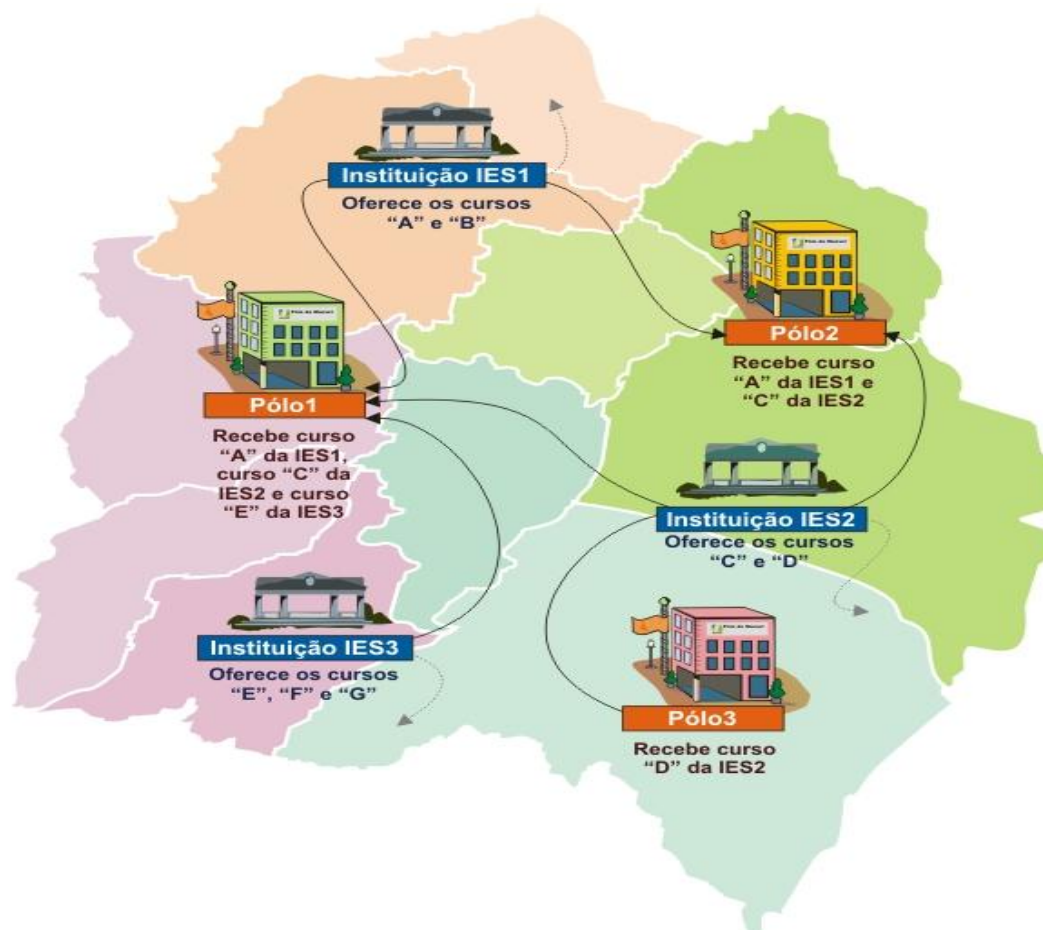 Instituição IES1
Oferece os cursos
“A” e “B”
Pólo2
Recebe curso
“A” da IES1 e
“C” da IES2
Pólo1
Recebe curso
“A” da IES1,
curso “C” da
IES2 e curso
“E” da IES3
Instituição IES2
Oferece os cursos
“C” e “D”
Instituição IES3
Oferece os cursos
“E”, “F” e “G”
Pólo3
Recebe curso
“D” da IES2